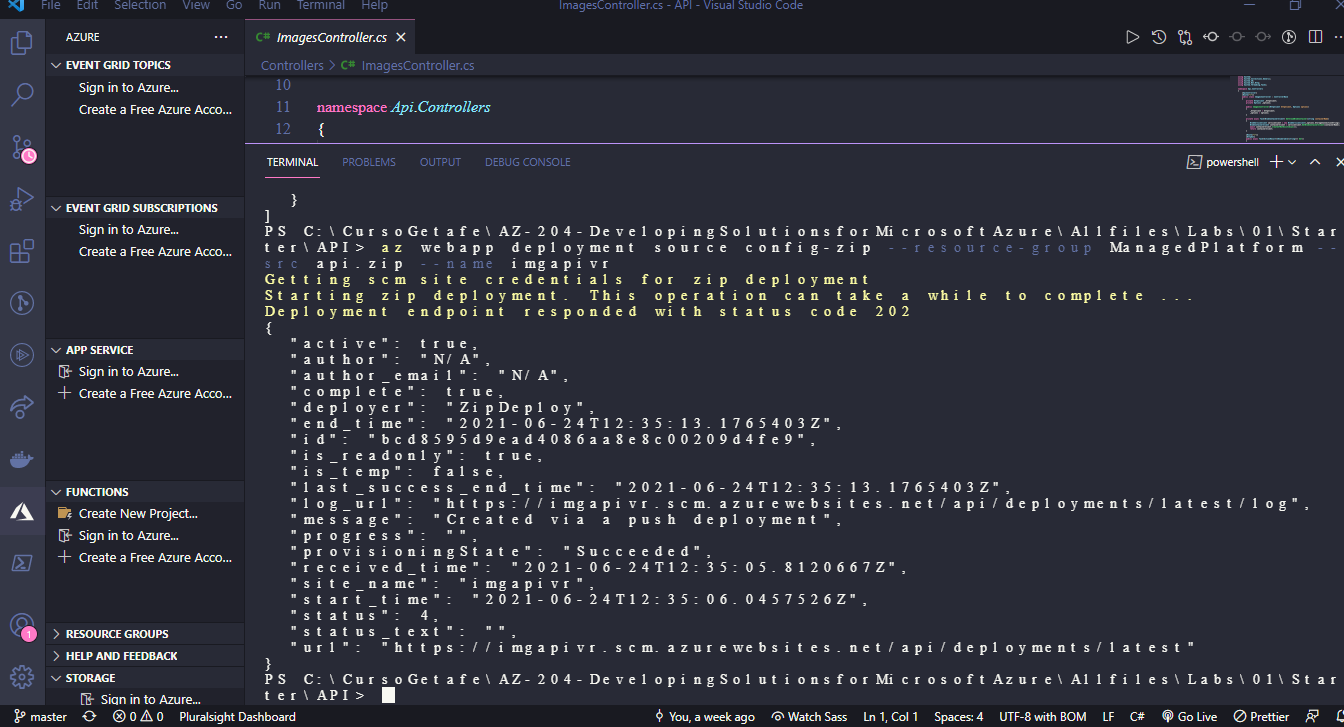 File Edit Selection View Go Run Terminal Help ImagesController.cs - API - Visual Studio Code
AZURE
EVENT GRID TOPICS
Sign in to Azure...
Create a Free Azure Acco...
EVENT GRID SUBSCRIPTIONS
Sign in to Azure...
Create a Free Azure Acco...
APP SERVICE
Sign in to Azure...
Create a Free Azure Acco...
FUNCTIONS
Create New Project...
Sign in to Azure...
Create a Free Azure Acco...
RESOURCE GROUPS
HELP AND FEEDBACK
STORAGE
Sign in to Azure...
1
C# ImagesController.cs
Controllers > C# ImagesController.cs
10
11 namespace Api.Controllers
12 {
TERMINAL PROBLEMS OUTPUT DEBUG CONSOLE powershell
}
]
PS C:\CursoGetafe\AZ-204-DevelopingSolutionsforMicrosoftAzure\Allfiles\Labs\01\Star
ter\API> az webapp deployment source config-zip --resource-group ManagedPlatform --
src api.zip --name imgapivr
Getting scm site credentials for zip deployment
Starting zip deployment. This operation can take a while to complete ...
Deployment endpoint responded with status code 202
{
"active": true,
"author": "N/A",
"author_email": "N/A",
"complete": true,
"deployer": "ZipDeploy",
"end_time": "2021-06-24T12:35:13.1765403Z",
"id": "bcd8595d9ead4086aa8e8c00209d4fe9",
"is_readonly": true,
"is_temp": false,
"last_success_end_time": "2021-06-24T12:35:13.1765403Z",
"log_url": "https://imgapivr.scm.azurewebsites.net/api/deployments/latest/log",
"message": "Created via a push deployment",
"progress": "",
"provisioningState": "Succeeded",
"received_time": "2021-06-24T12:35:05.8120667Z",
"site_name": "imgapivr",
"start_time": "2021-06-24T12:35:06.0457526Z",
"status": 4,
"status_text": "",
"url": "https://imgapivr.scm.azurewebsites.net/api/deployments/latest"
}
PS C:\CursoGetafe\AZ-204-DevelopingSolutionsforMicrosoftAzure\Allfiles\Labs\01\Star
ter\API>
master 0 0 Pluralsight Dashboard You, a week ago Watch Sass Ln 1, Col 1 Spaces: 4 UTF-8 with BOM LF C# Go Live Prettier